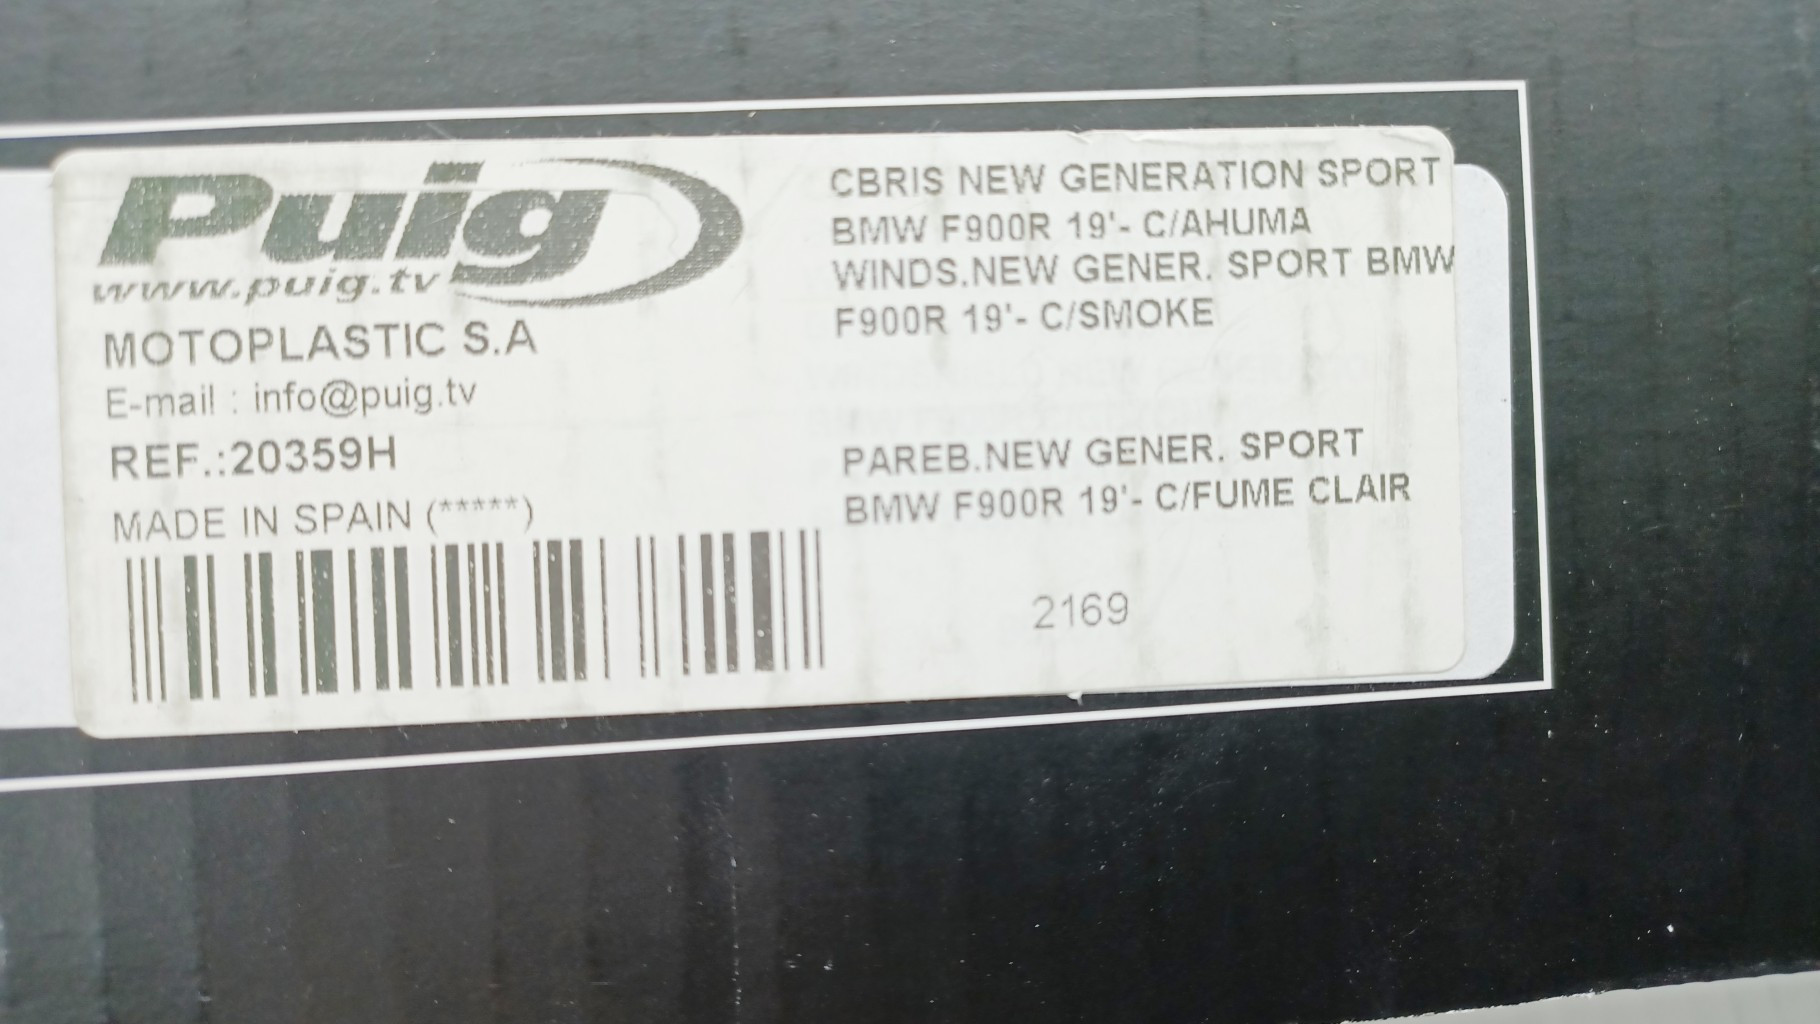 Puig
www.puig.tv
MOTOPLASTIC S.A
E-mail : info@puig.tv
REF.:20359H
MADE IN SPAIN (*****)
CBRIS NEW GENERATION SPORT
BMW F900R 19'- C/AHUMA
WINDS.NEW GENER. SPORT BMW
F900R 19'- C/SMOKE
PAREB.NEW GENER. SPORT
BMW F900R 19'- C/FUME CLAIR
2169